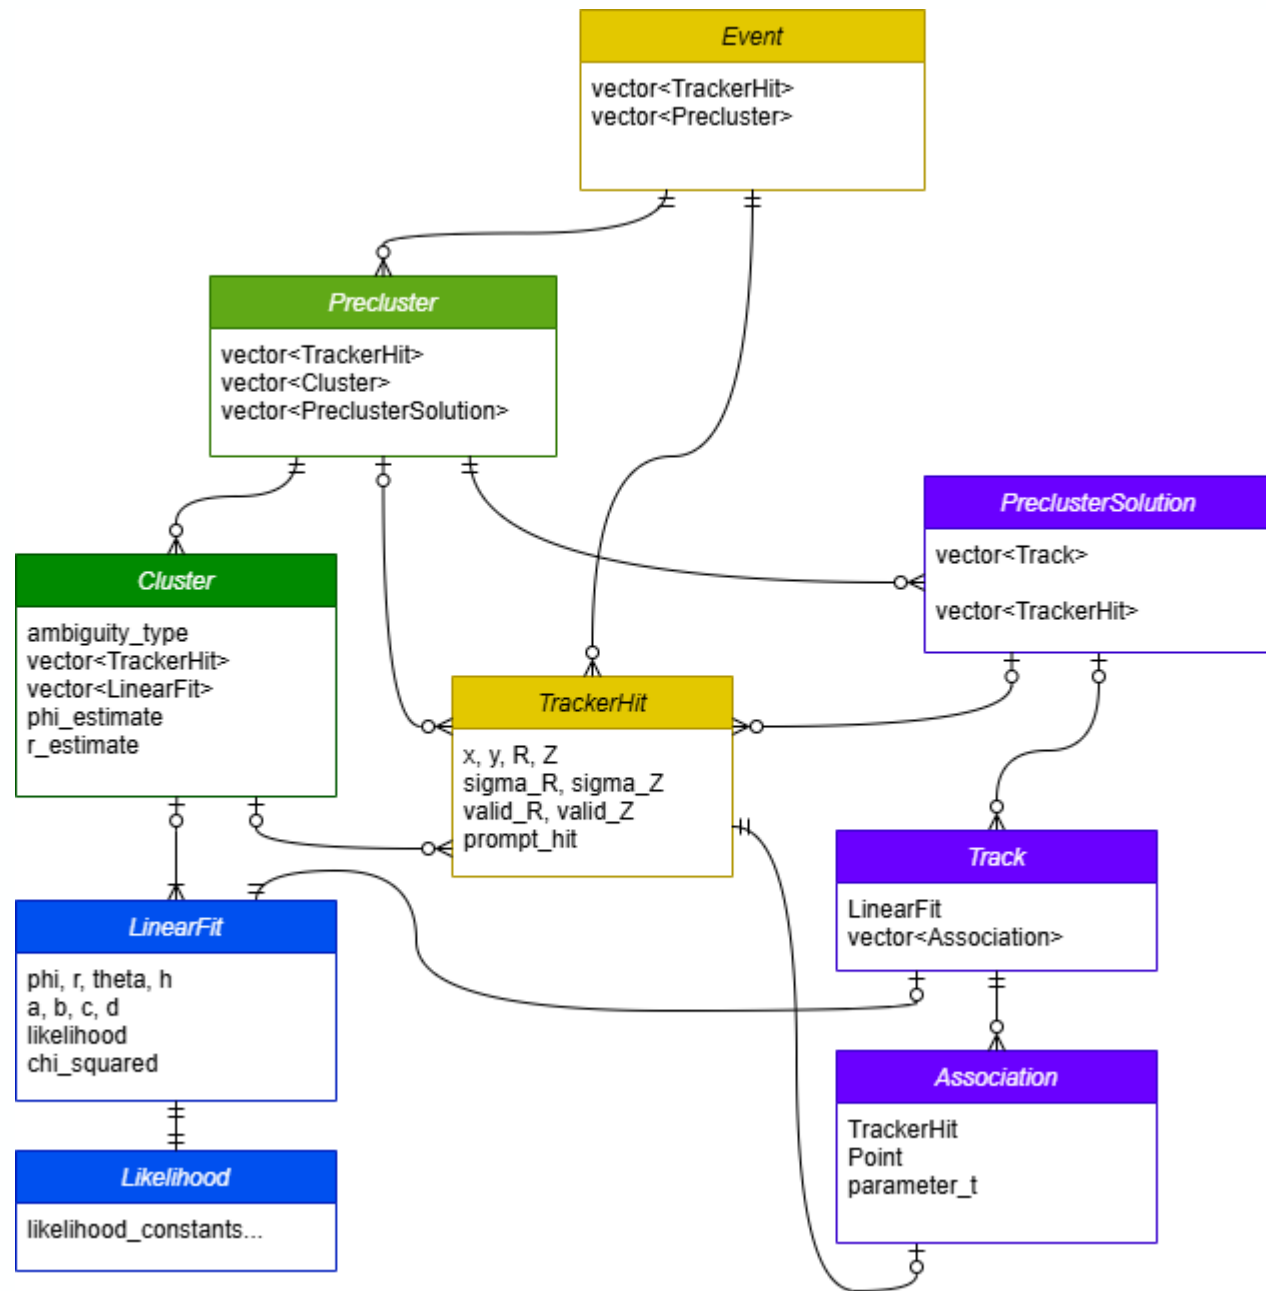 Event
vector<TrackerHit>
vector<Precluster>
Precluster
vector<TrackerHit>
vector<Cluster>
vector<PreclusterSolution>
PreclusterSolution
vector<Track>
vector<TrackerHit>
Cluster
ambiguity_type
vector<TrackerHit>
vector<LinearFit>
phi_estimate
r_estimate
TrackerHit
x, y, R, Z
sigma_R, sigma_Z
valid_R, valid_Z
prompt_hit
Track
LinearFit
vector<Association>
LinearFit
phi, r, theta, h
a, b, c, d
likelihood
chi_squared
Association
TrackerHit
Point
parameter_t
Likelihood
likelihood_constants...